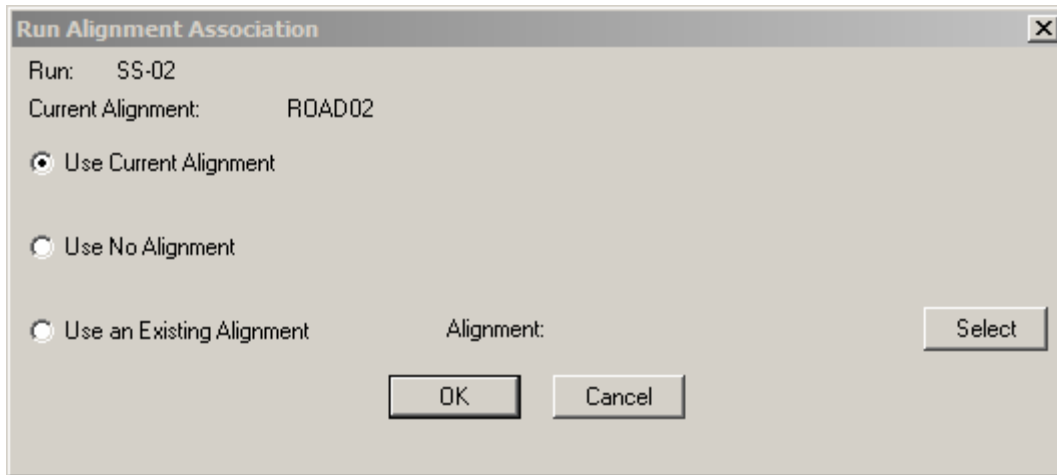 Run Alignment Association
Run: SS-02
Current Alignment: ROAD02
Use Current Alignment
Use No Alignment
Use an Existing Alignment Alignment: Select
OK Cancel